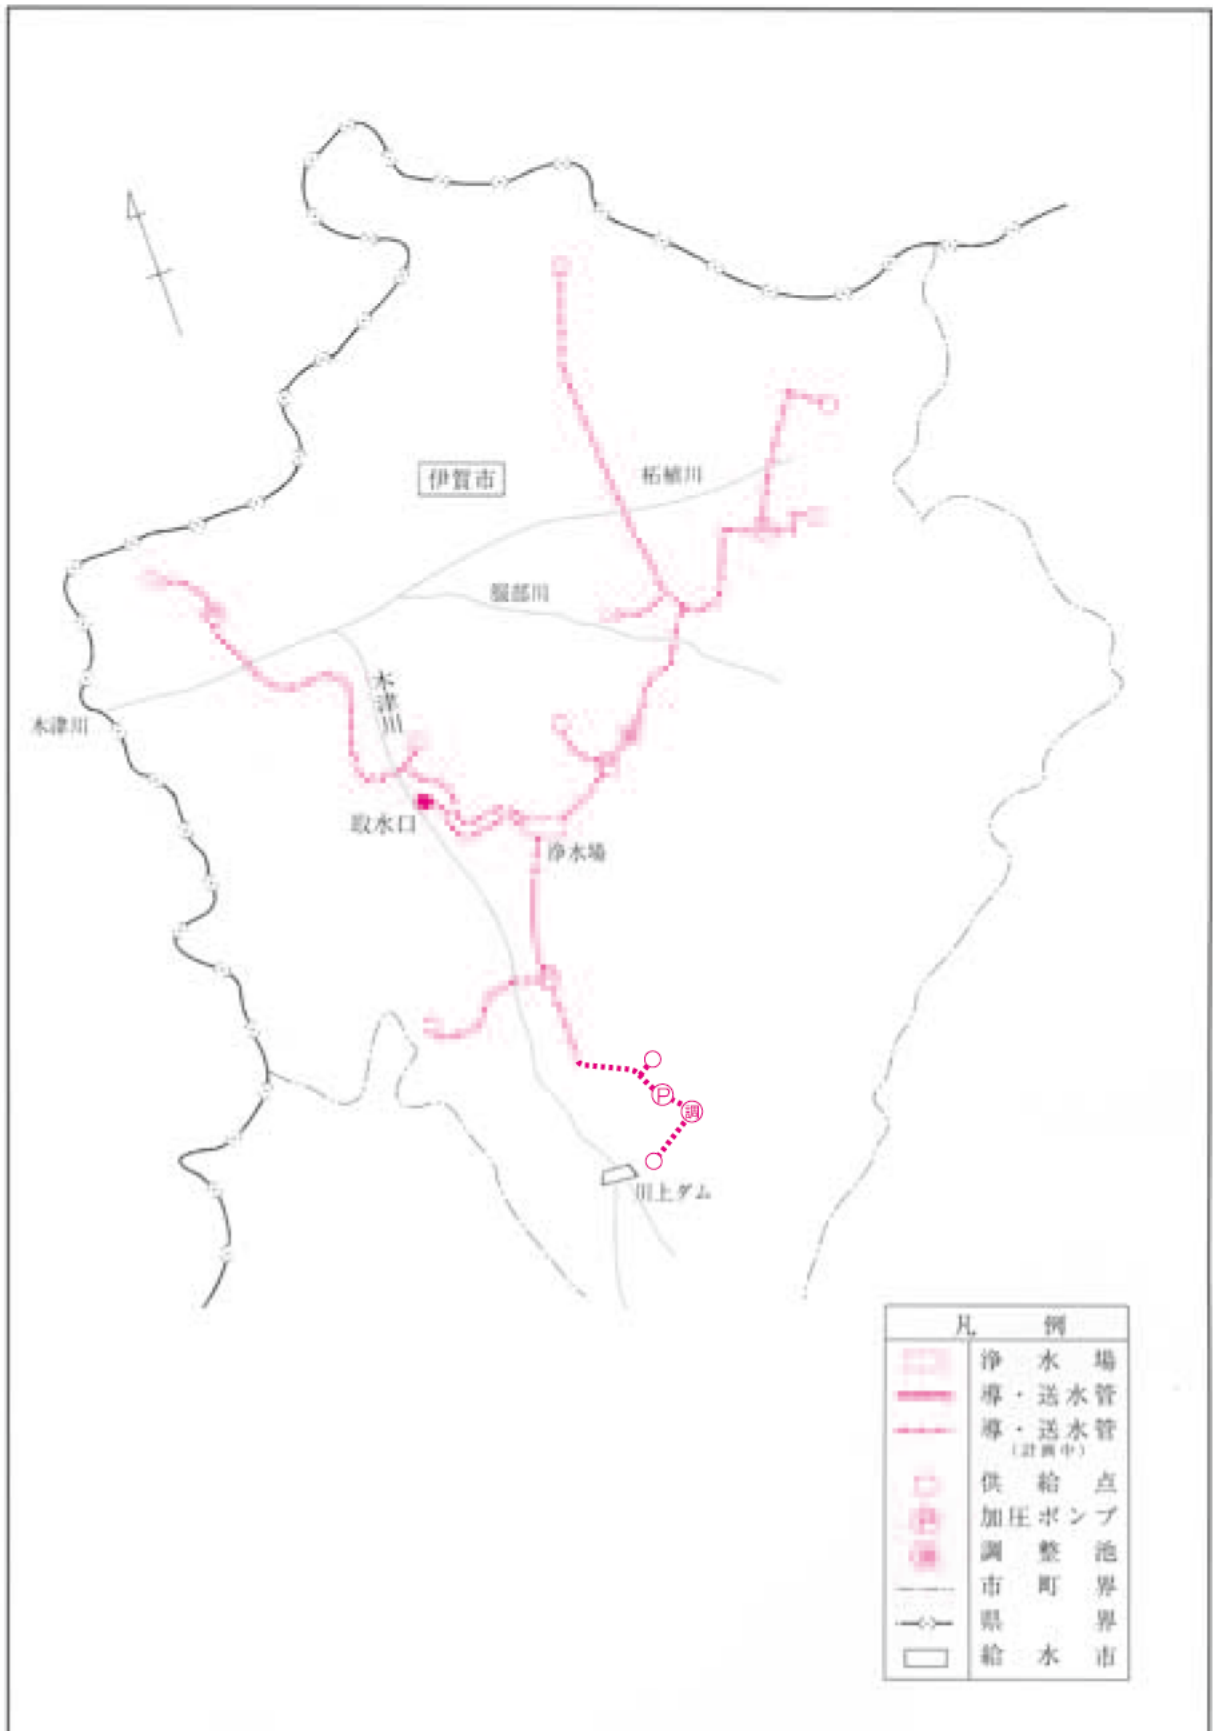 伊賀市
柘植川
服部川
木津川
木津川
取水口
浄水場
P
調
川上ダム
凡例
浄水場
導・送水管
導・送水管
(計画中)
供給点
加圧ポンプ
調整池
市町界
県界
給水市